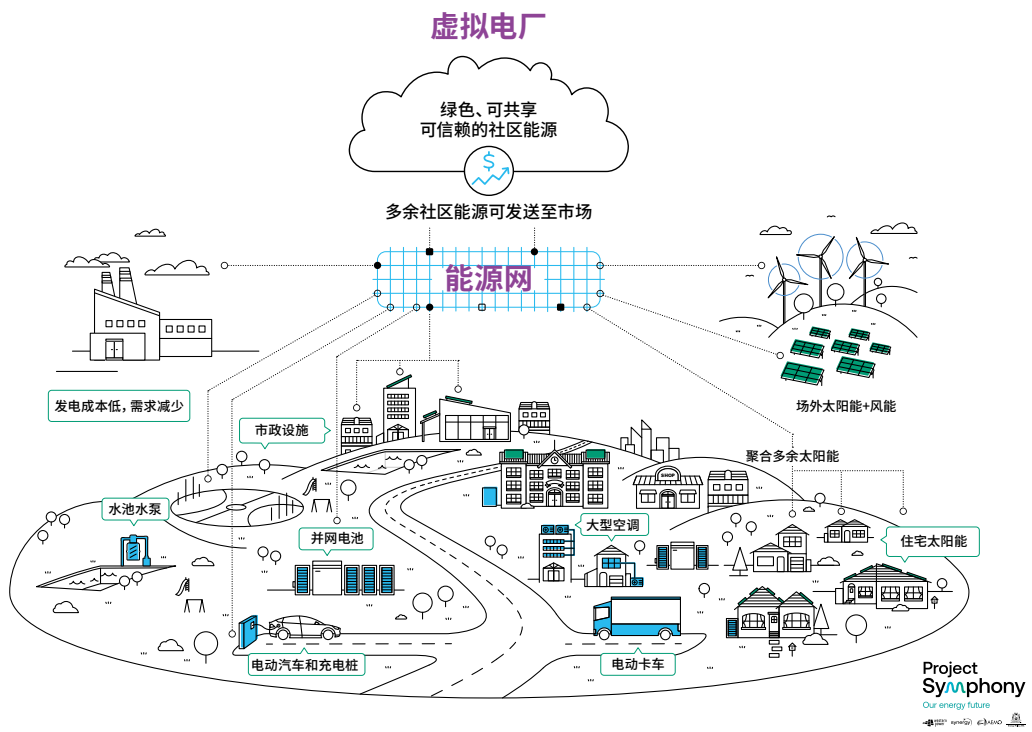 虚拟电厂
绿色、可共享
可信赖的社区能源
$
多余社区能源可发送至市场
能源网
发电成本低，需求减少
场外太阳能+风能
市政设施
聚合多余太阳能
SHOP
水池水泵
并网电池
大型空调
住宅太阳能
电动汽车和充电桩
电动卡车
Project
Symphony
Our energy future
western power
synergy
AEMO